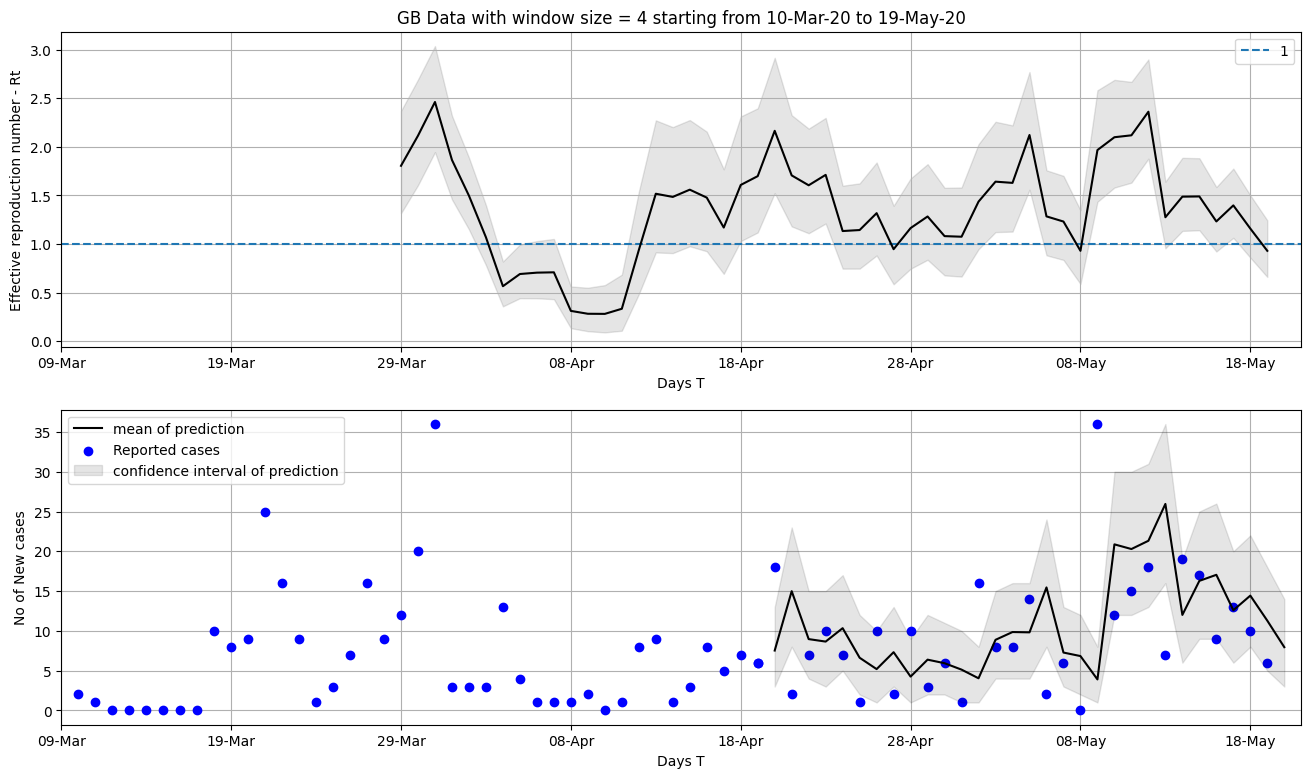 GB Data with window size = 4 starting from 10-Mar-20 to 19-May-20
Effective reproduction number - Rt
3.0
2.5
2.0
1.5
1.0
0.5
0.0
1
09-Mar 19-Mar 29-Mar 08-Apr 18-Apr 28-Apr 08-May 18-May
Days T
No of New cases
35
30
25
20
15
10
5
0
mean of prediction
Reported cases
confidence interval of prediction
09-Mar 19-Mar 29-Mar 08-Apr 18-Apr 28-Apr 08-May 18-May
Days T